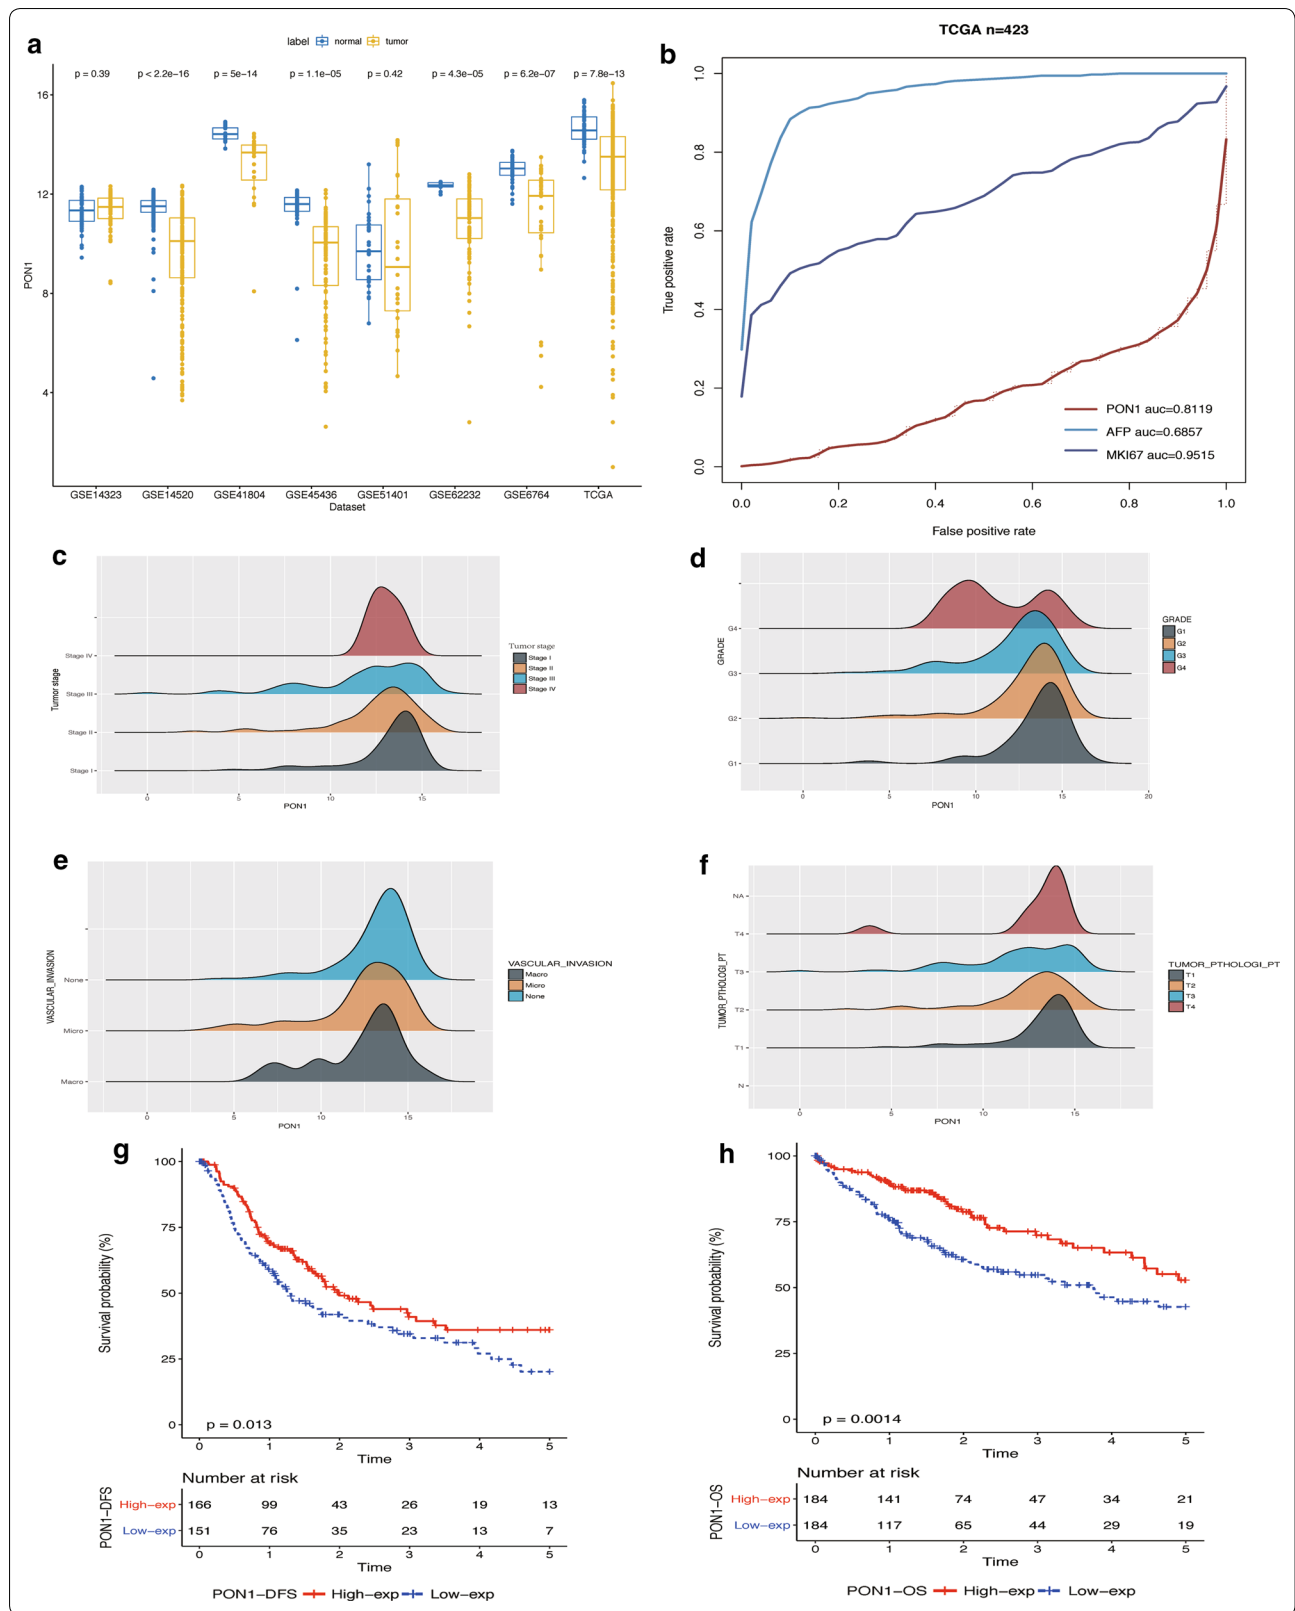 a
label normal tumor
p = 0.39 p < 2.2e-16 p = 5e-14 p = 1.1e-05 p = 0.42 p = 4.3e-05 p = 6.2e-07 p = 7.8e-13
16
12
8
4
PON1
GSE14323 GSE14520 GSE41804 GSE45436 GSE51401 GSE62232 GSE6764 TCGA
Dataset
b
TCGA n=423
True positive rate
1.0
0.8
0.6
0.4
0.2
0.0
PON1 auc=0.8119
AFP auc=0.6857
MKI67 auc=0.9515
0.0 0.2 0.4 0.6 0.8 1.0
False positive rate
c
Tumor stage
Stage IV
Stage III
Stage II
Stage I
0 5 10 15
PON1
Tumor stage
Stage I
Stage II
Stage III
Stage IV
d
GRADE
G4
G3
G2
G1
0 5 10 15 20
PON1
GRADE
G1
G2
G3
G4
e
VASCULAR_INVASION
None
Micro
Macro
0 5 10 15
PON1
VASCULAR_INVASION
Macro
Micro
None
f
TUMOR_PTHOLOGI_PT
NA
T4
T3
T2
T1
N
0 5 10 15
PON1
TUMOR_PTHOLOGI_PT
T1
T2
T3
T4
g
Survival probability (%)
100
75
50
25
0
p = 0.013
0 1 2 3 4 5
Time
Number at risk
PON1-DFS
High-exp 166 99 43 26 19 13
Low-exp 151 76 35 23 13 7
0 1 2 3 4 5
Time
PON1-DFS High-exp Low-exp
h
Survival probability (%)
100
75
50
25
0
p = 0.0014
0 1 2 3 4 5
Time
Number at risk
PON1-OS
High-exp 184 141 74 47 34 21
Low-exp 184 117 65 44 29 19
0 1 2 3 4 5
Time
PON1-OS High-exp Low-exp